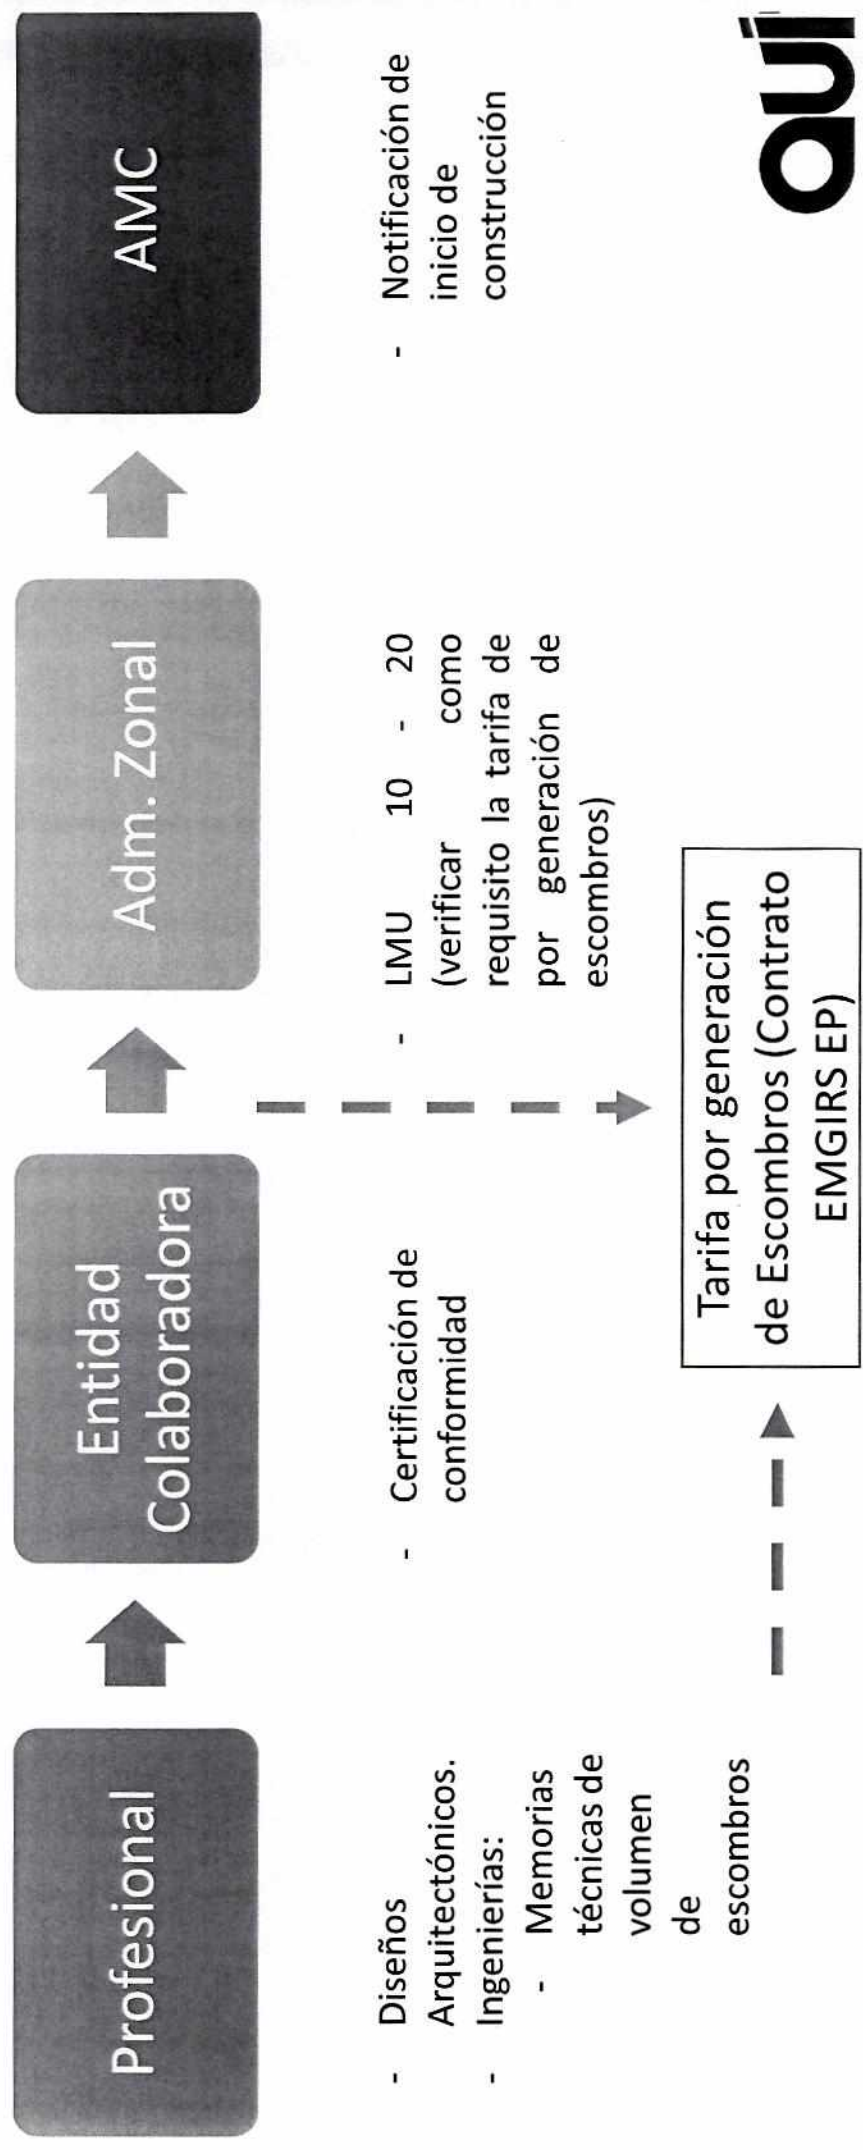 Profesional
Entidad
Colaboradora
Adm. Zonal
AMC
- Diseños
Arquitectónicos.
- Ingenierías:
- Memorias
técnicas de
volumen
de
escombros
- Certificación de
conformidad
- LMU 10 - 20
(verificar como
requisito la tarifa de
por generación de
escombros)
- Notificación de
inicio de
construcción
Tarifa por generación
de Escombros (Contrato
EMGIRS EP)